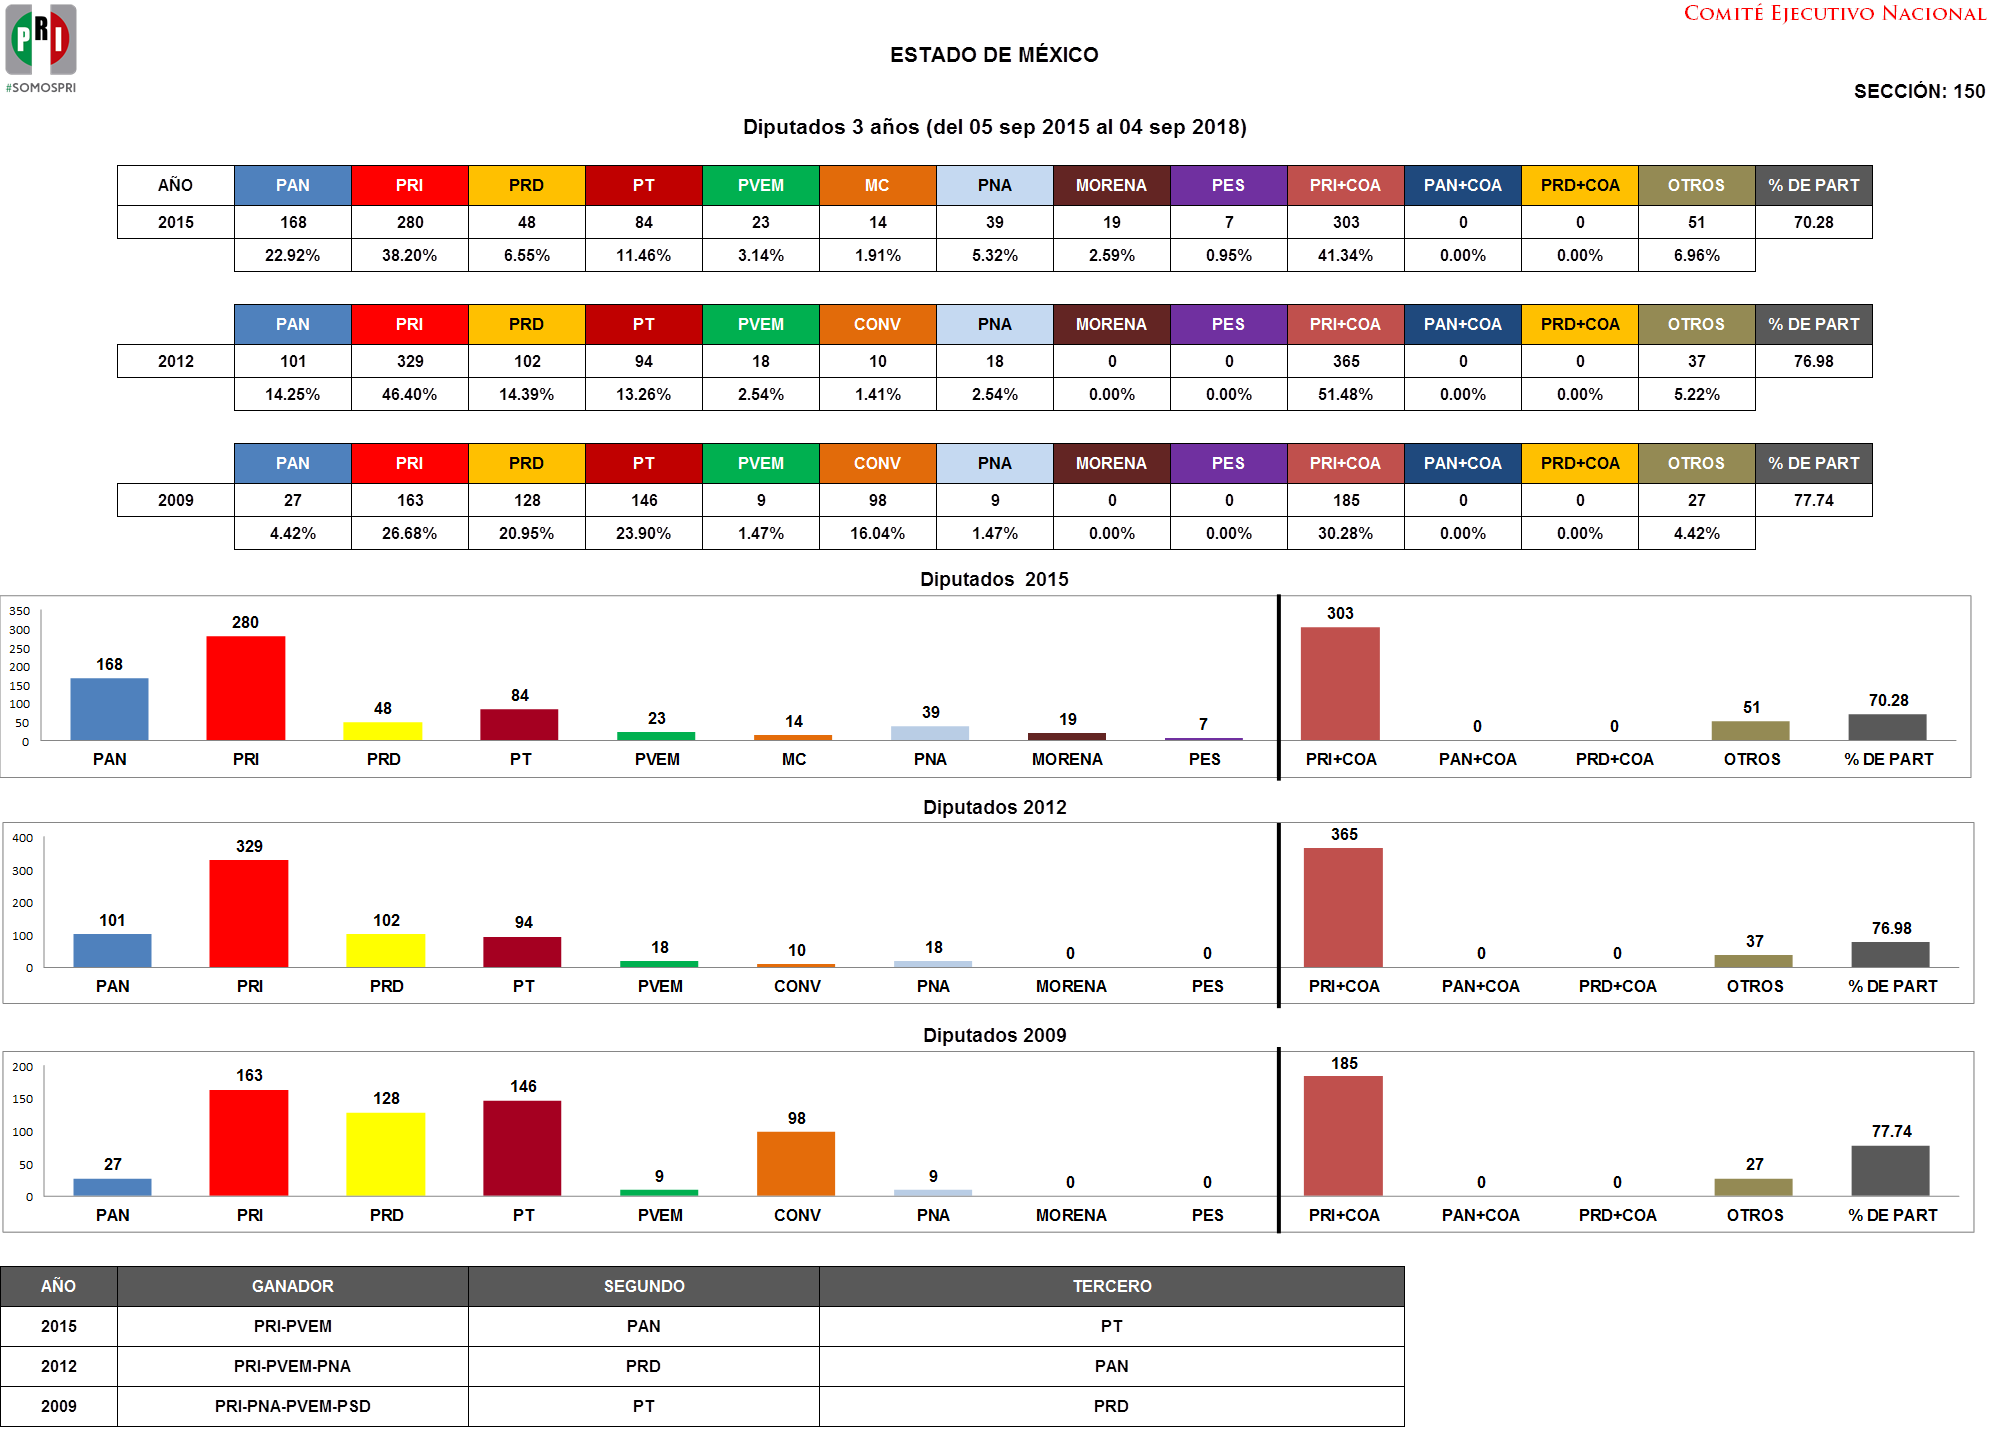 PRI
#SOMOSPRI
COMITÉ EJECUTIVO NACIONAL
ESTADO DE MÉXICO
SECCIÓN: 150
Diputados 3 años (del 05 sep 2015 al 04 sep 2018)
AÑO PAN PRI PRD PT PVEM MC PNA MORENA PES PRI+COA PAN+COA PRD+COA OTROS % DE PART
2015 168 280 48 84 23 14 39 19 7 303 0 0 51 70.28
22.92% 38.20% 6.55% 11.46% 3.14% 1.91% 5.32% 2.59% 0.95% 41.34% 0.00% 0.00% 6.96%
PAN PRI PRD PT PVEM CONV PNA MORENA PES PRI+COA PAN+COA PRD+COA OTROS % DE PART
2012 101 329 102 94 18 10 18 0 0 365 0 0 37 76.98
14.25% 46.40% 14.39% 13.26% 2.54% 1.41% 2.54% 0.00% 0.00% 51.48% 0.00% 0.00% 5.22%
PAN PRI PRD PT PVEM CONV PNA MORENA PES PRI+COA PAN+COA PRD+COA OTROS % DE PART
2009 27 163 128 146 9 98 9 0 0 185 0 0 27 77.74
4.42% 26.68% 20.95% 23.90% 1.47% 16.04% 1.47% 0.00% 0.00% 30.28% 0.00% 0.00% 4.42%
Diputados 2015
350
300
250
200
150
100
50
0
168 280 48 84 23 14 39 19 7 303 0 0 51 70.28
PAN PRI PRD PT PVEM MC PNA MORENA PES PRI+COA PAN+COA PRD+COA OTROS % DE PART
Diputados 2012
400
300
200
100
0
101 329 102 94 18 10 18 0 0 365 0 0 37 76.98
PAN PRI PRD PT PVEM CONV PNA MORENA PES PRI+COA PAN+COA PRD+COA OTROS % DE PART
Diputados 2009
200
150
100
50
0
27 163 128 146 9 98 9 0 0 185 0 0 27 77.74
PAN PRI PRD PT PVEM CONV PNA MORENA PES PRI+COA PAN+COA PRD+COA OTROS % DE PART
AÑO GANADOR SEGUNDO TERCERO
2015 PRI-PVEM PAN PT
2012 PRI-PVEM-PNA PRD PAN
2009 PRI-PNA-PVEM-PSD PT PRD